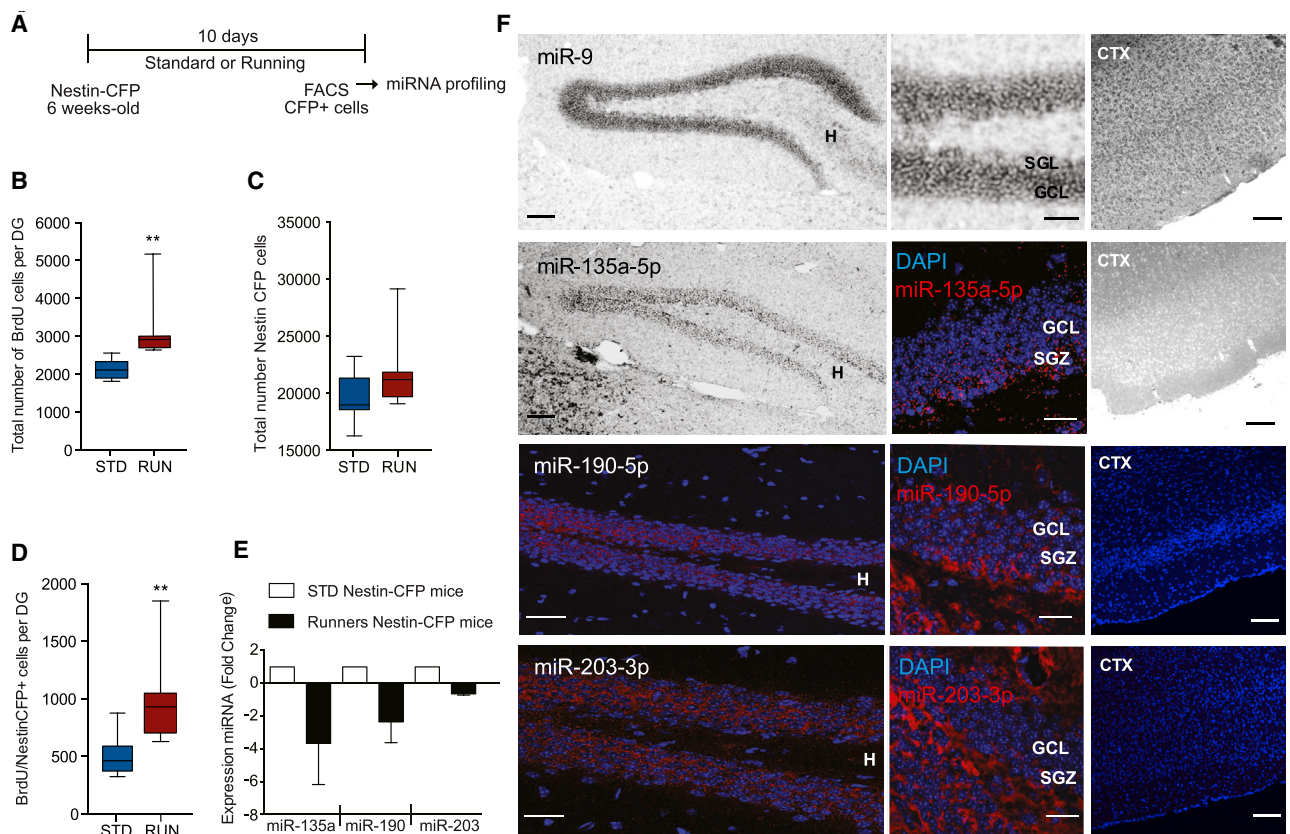 A
10 days
Standard or Running
Nestin-CFP
6 weeks-old
FACS
CFP+ cells
miRNA profiling
B
Total number of BrdU cells per DG
6000
5000
4000
3000
2000
1000
0
**
STD
RUN
C
Total number Nestin CFP cells
35000
30000
25000
20000
15000
STD
RUN
D
BrdU/NestinCFP+ cells per DG
2000
1500
1000
500
0
**
STD
RUN
E
STD Nestin-CFP mice
Runners Nestin-CFP mice
Expression miRNA (Fold Change)
2
0
-2
-4
-6
-8
miR-135a
miR-190
miR-203
F
miR-9
H
SGL
GCL
CTX
miR-135a-5p
H
DAPI
miR-135a-5p
GCL
SGZ
CTX
miR-190-5p
H
DAPI
miR-190-5p
GCL
SGZ
CTX
miR-203-3p
H
DAPI
miR-203-3p
GCL
SGZ
CTX